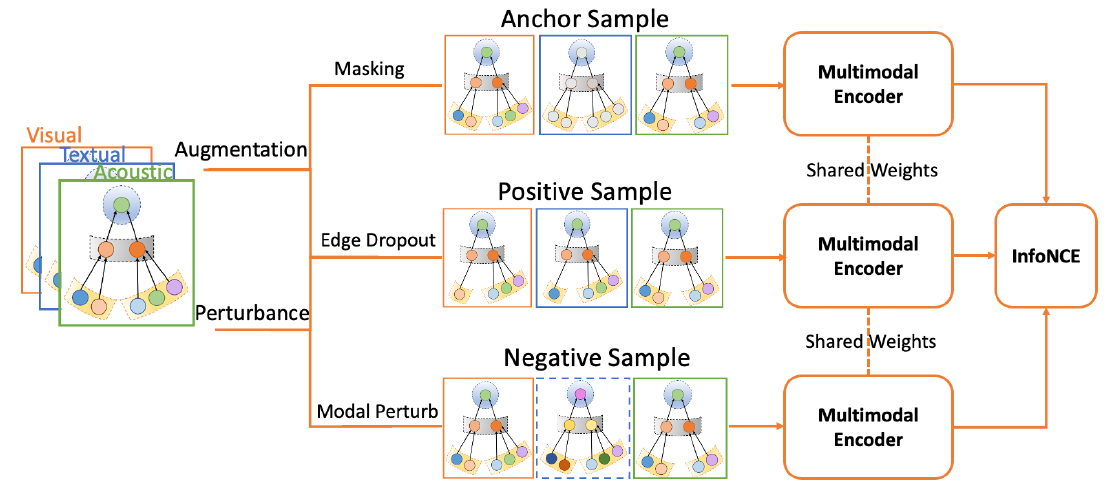 Anchor Sample
Masking
Multimodal
Encoder
Visual
Textual
Acoustic
Augmentation
Shared Weights
Positive Sample
Edge Dropout
Multimodal
Encoder
InfoNCE
Perturbance
Shared Weights
Negative Sample
Modal Perturb
Multimodal
Encoder